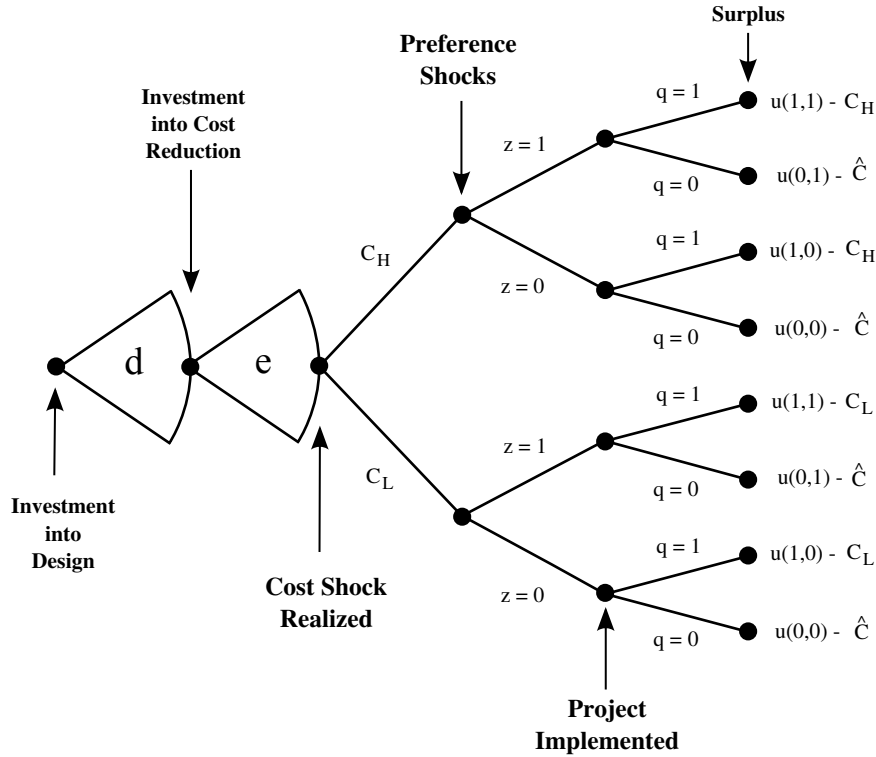 Surplus
Preference
Shocks
Investment
into Cost
Reduction
q = 1
u(1,1) - C_H
z = 1
q = 0
u(0,1) - Ĉ
C_H
q = 1
u(1,0) - C_H
z = 0
q = 0
u(0,0) - Ĉ
d
e
q = 1
u(1,1) - C_L
z = 1
C_L
q = 0
u(0,1) - Ĉ
Investment
into
Design
q = 1
u(1,0) - C_L
z = 0
q = 0
u(0,0) - Ĉ
Cost Shock
Realized
Project
Implemented